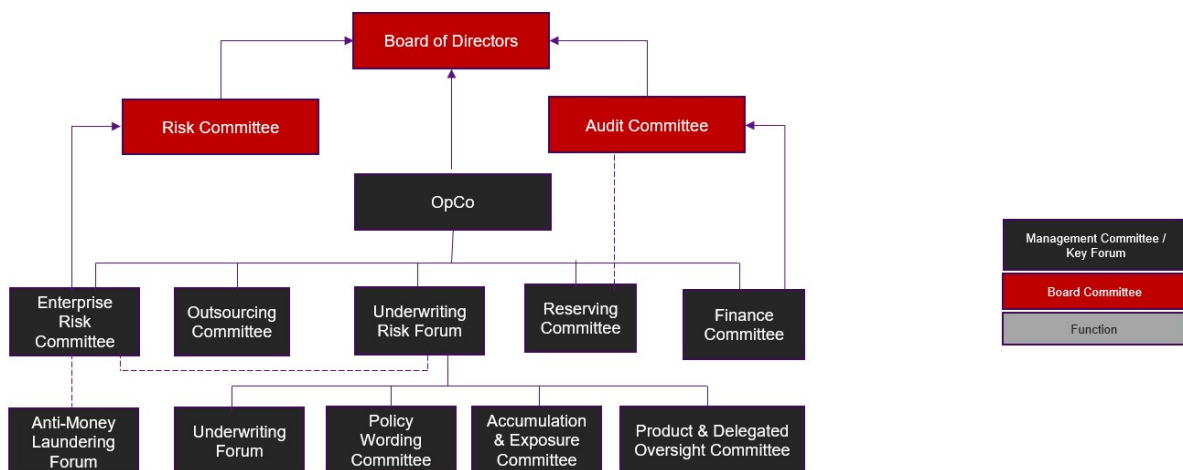 Board of Directors
Risk Committee
Audit Committee
OpCo
Management Committee /
Key Forum
Board Committee
Function
Enterprise
Risk
Committee
Outsourcing
Committee
Underwriting
Risk Forum
Reserving
Committee
Finance
Committee
Anti-Money
Laundering
Forum
Underwriting
Forum
Policy
Wording
Committee
Accumulation
& Exposure
Committee
Product & Delegated
Oversight Committee